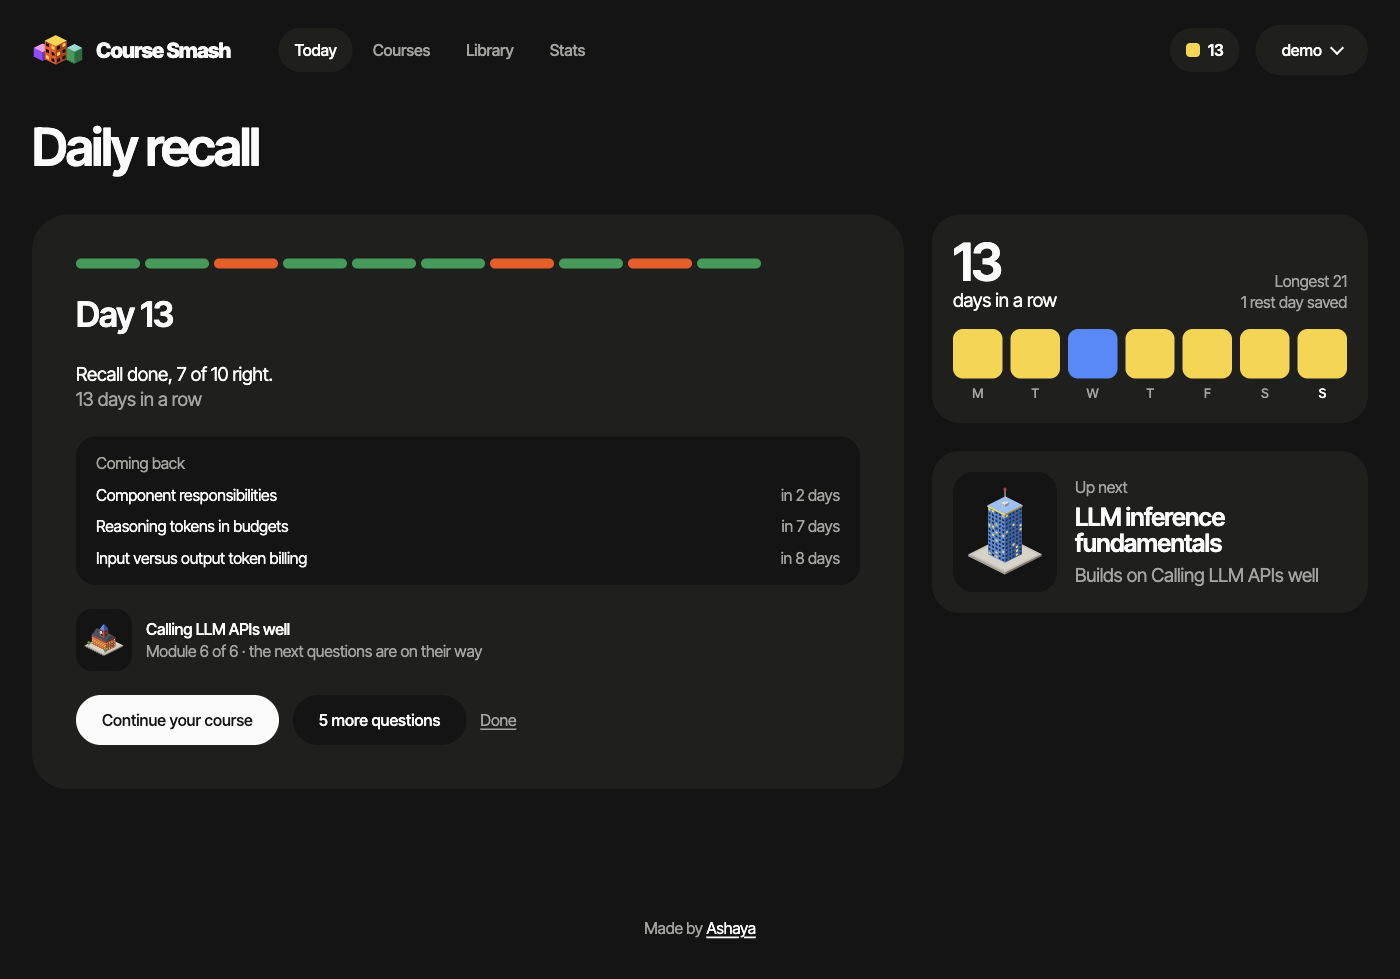 Course Smash
Today
Courses
Library
Stats
13
demo
Daily recall
Day 13
Recall done, 7 of 10 right.
13 days in a row
Coming back
Component responsibilities
in 2 days
Reasoning tokens in budgets
in 7 days
Input versus output token billing
in 8 days
Calling LLM APIs well
Module 6 of 6 · the next questions are on their way
Continue your course
5 more questions
Done
13
days in a row
Longest 21
1 rest day saved
M T W T F S S
Up next
LLM inference
fundamentals
Builds on Calling LLM APIs well
Made by Ashaya